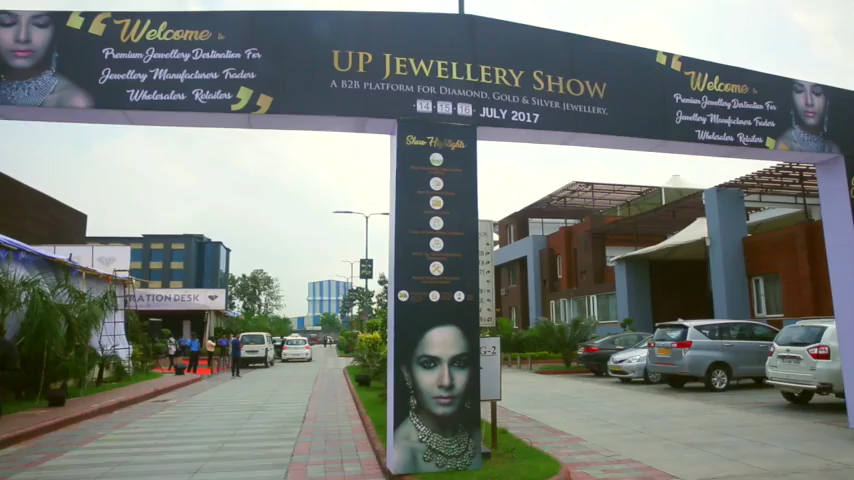 Welcome to
Premium Jewellery Destination For
Jewellery Manufacturers Traders
Wholesalers Retailers
UP JEWELLERY SHOW
A B2B PLATFORM FOR DIAMOND, GOLD & SILVER JEWELLERY.
14 15 16 JULY 2017
Welcome to
Premium Jewellery Destination For
Jewellery Manufacturers Traders
Wholesalers Retailers
Show Highlights
RATION DESK
G-2